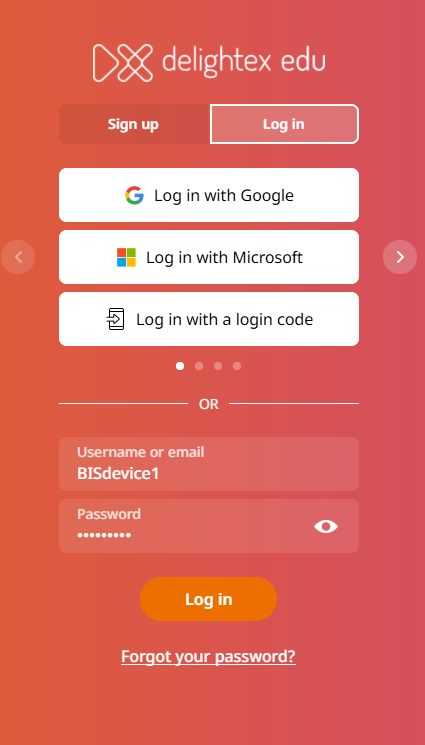 delightex edu
Sign up
Log in
Log in with Google
Log in with Microsoft
Log in with a login code
OR
Username or email
BISdevice1
Password
•••••••••
Log in
Forgot your password?